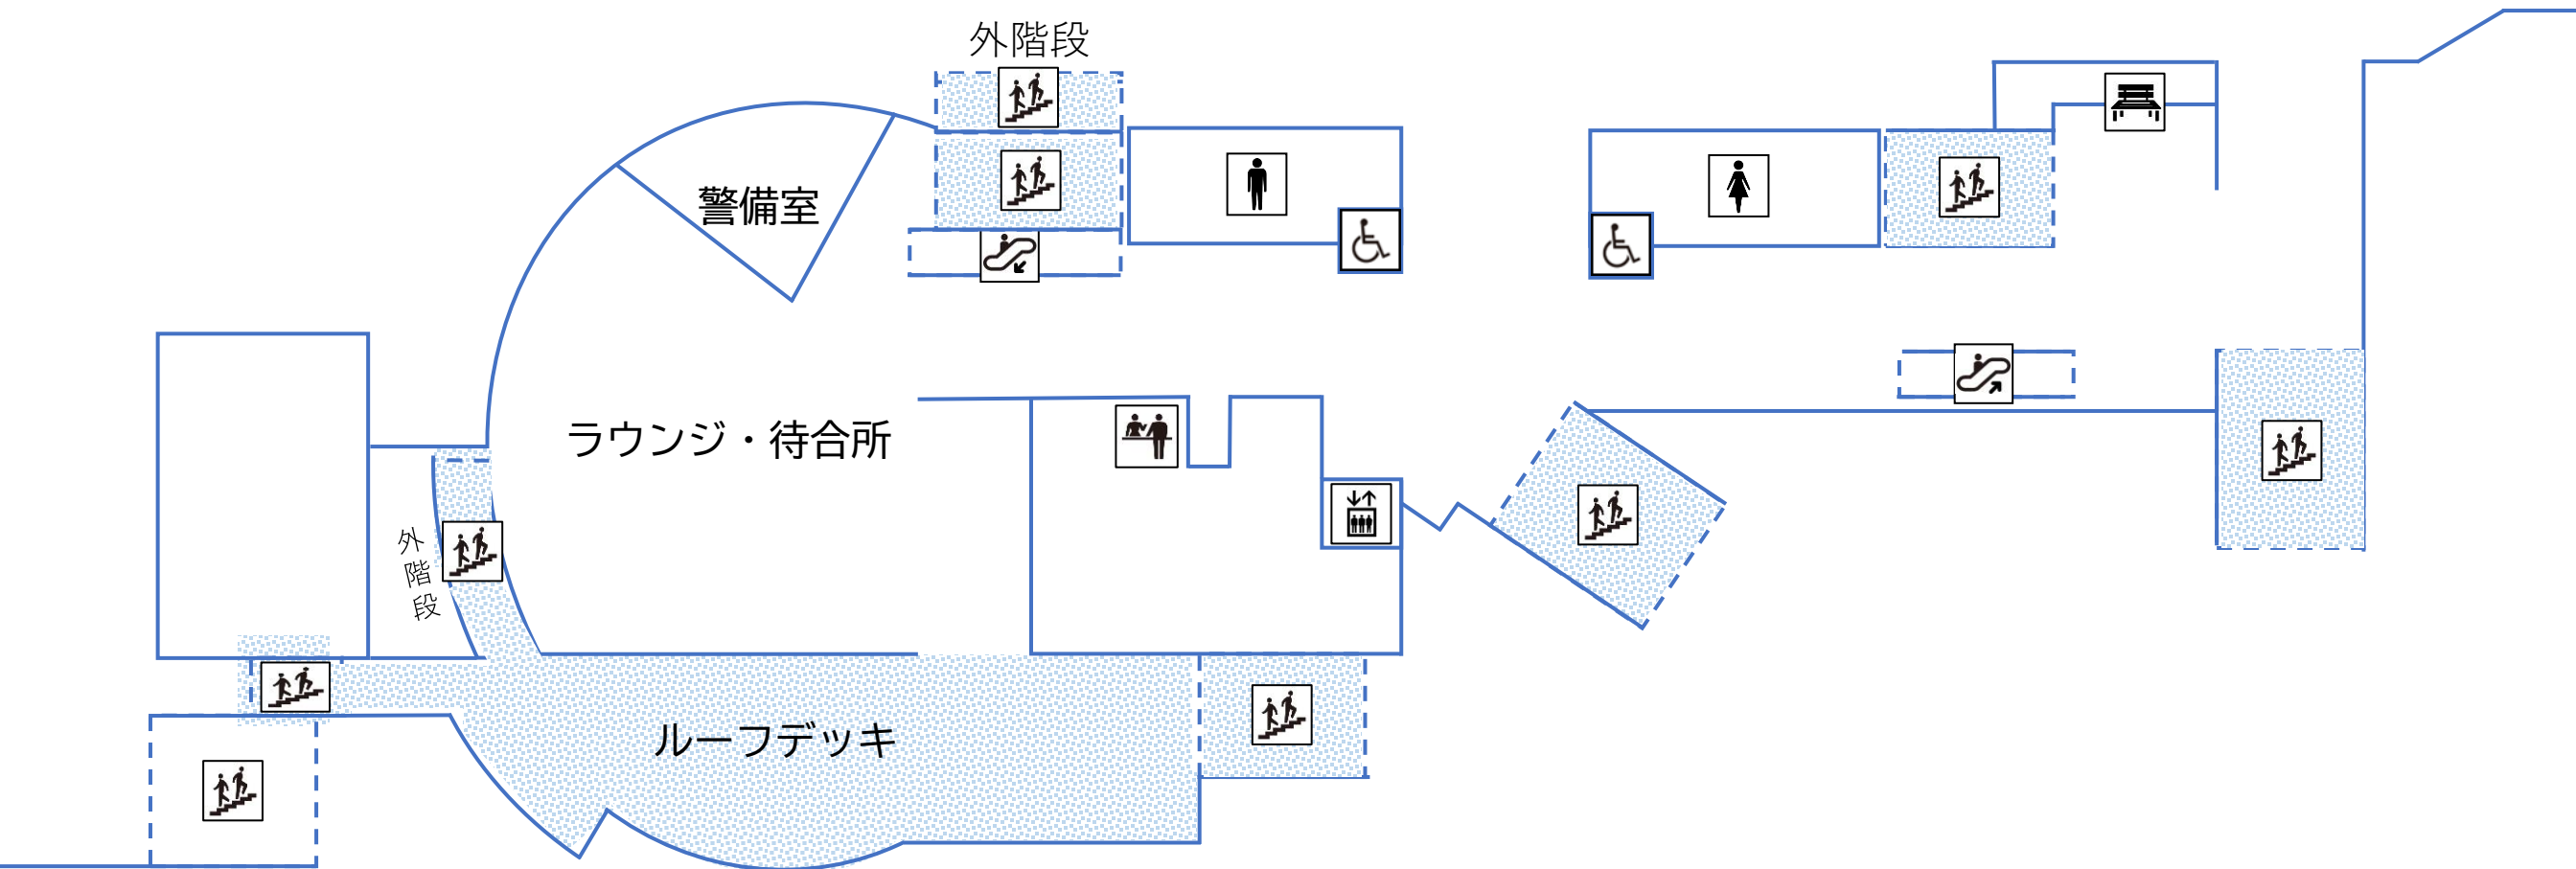 外階段
警備室
ラウンジ・待合所
外階段
ルーフデッキ